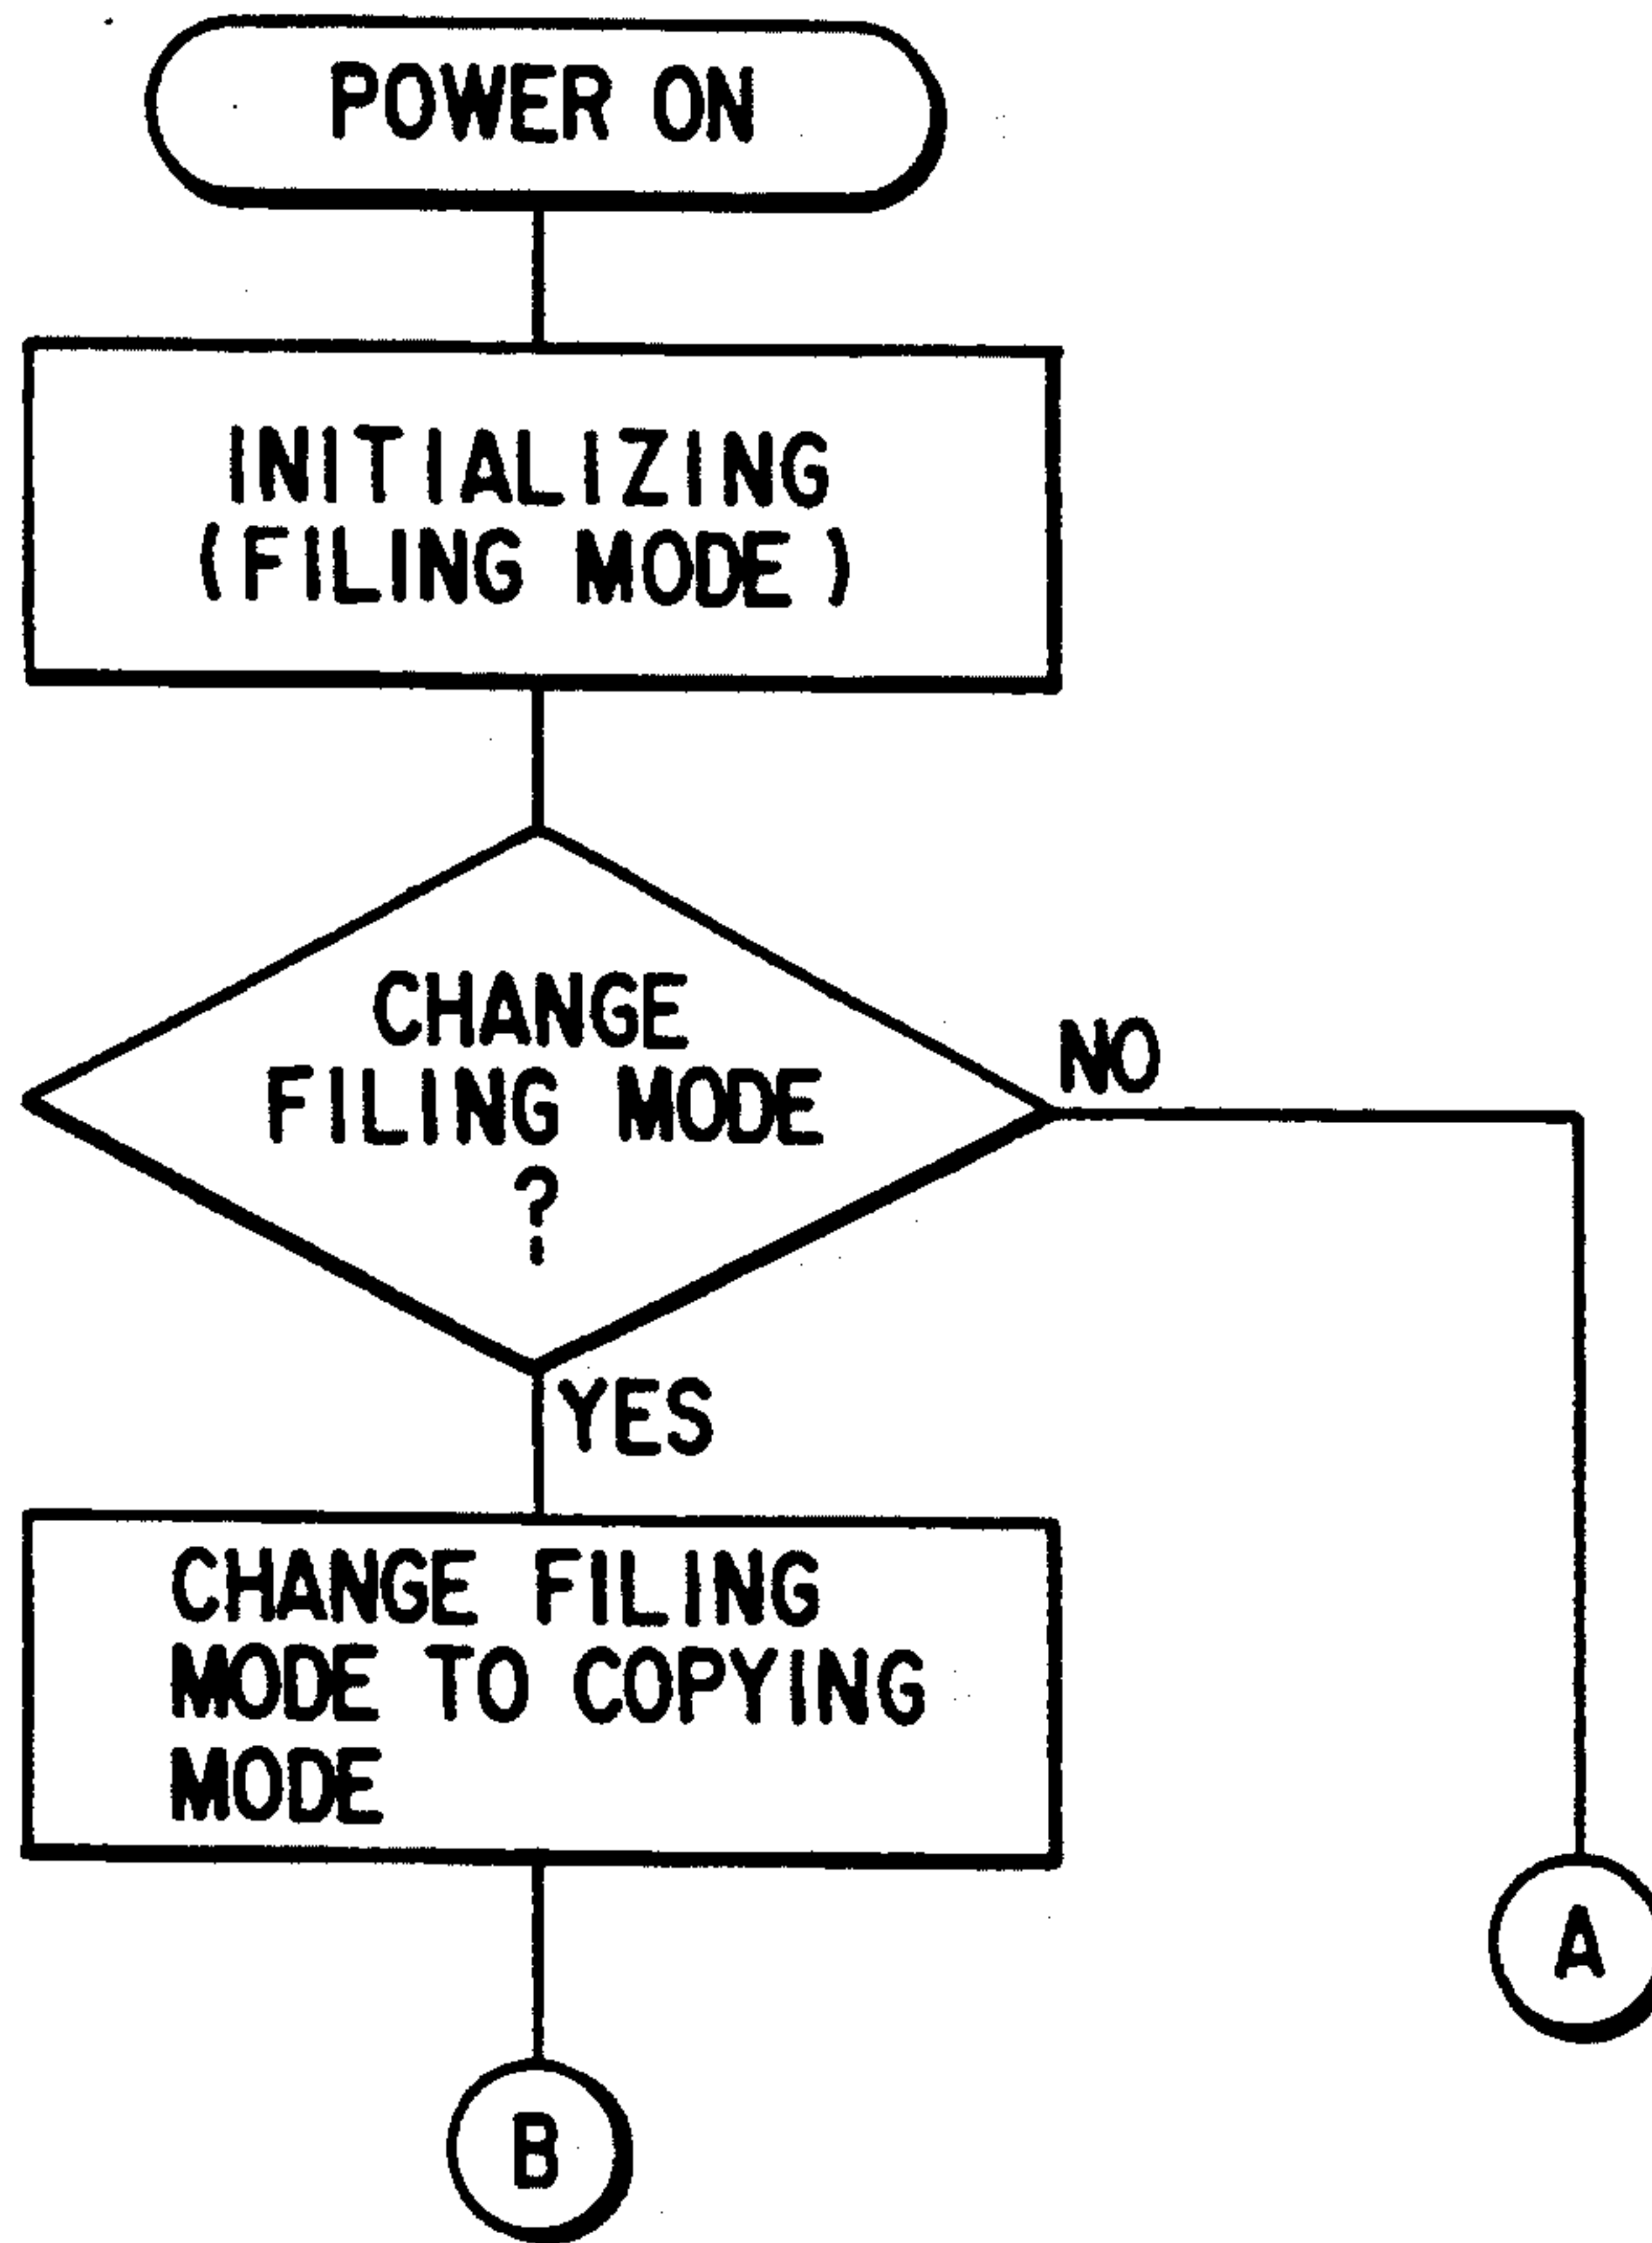 POWER ON
INITIALIZING
(FILING MODE)
CHANGE
FILING MODE
?
NO
YES
CHANGE FILING
MODE TO COPYING
MODE
A
B